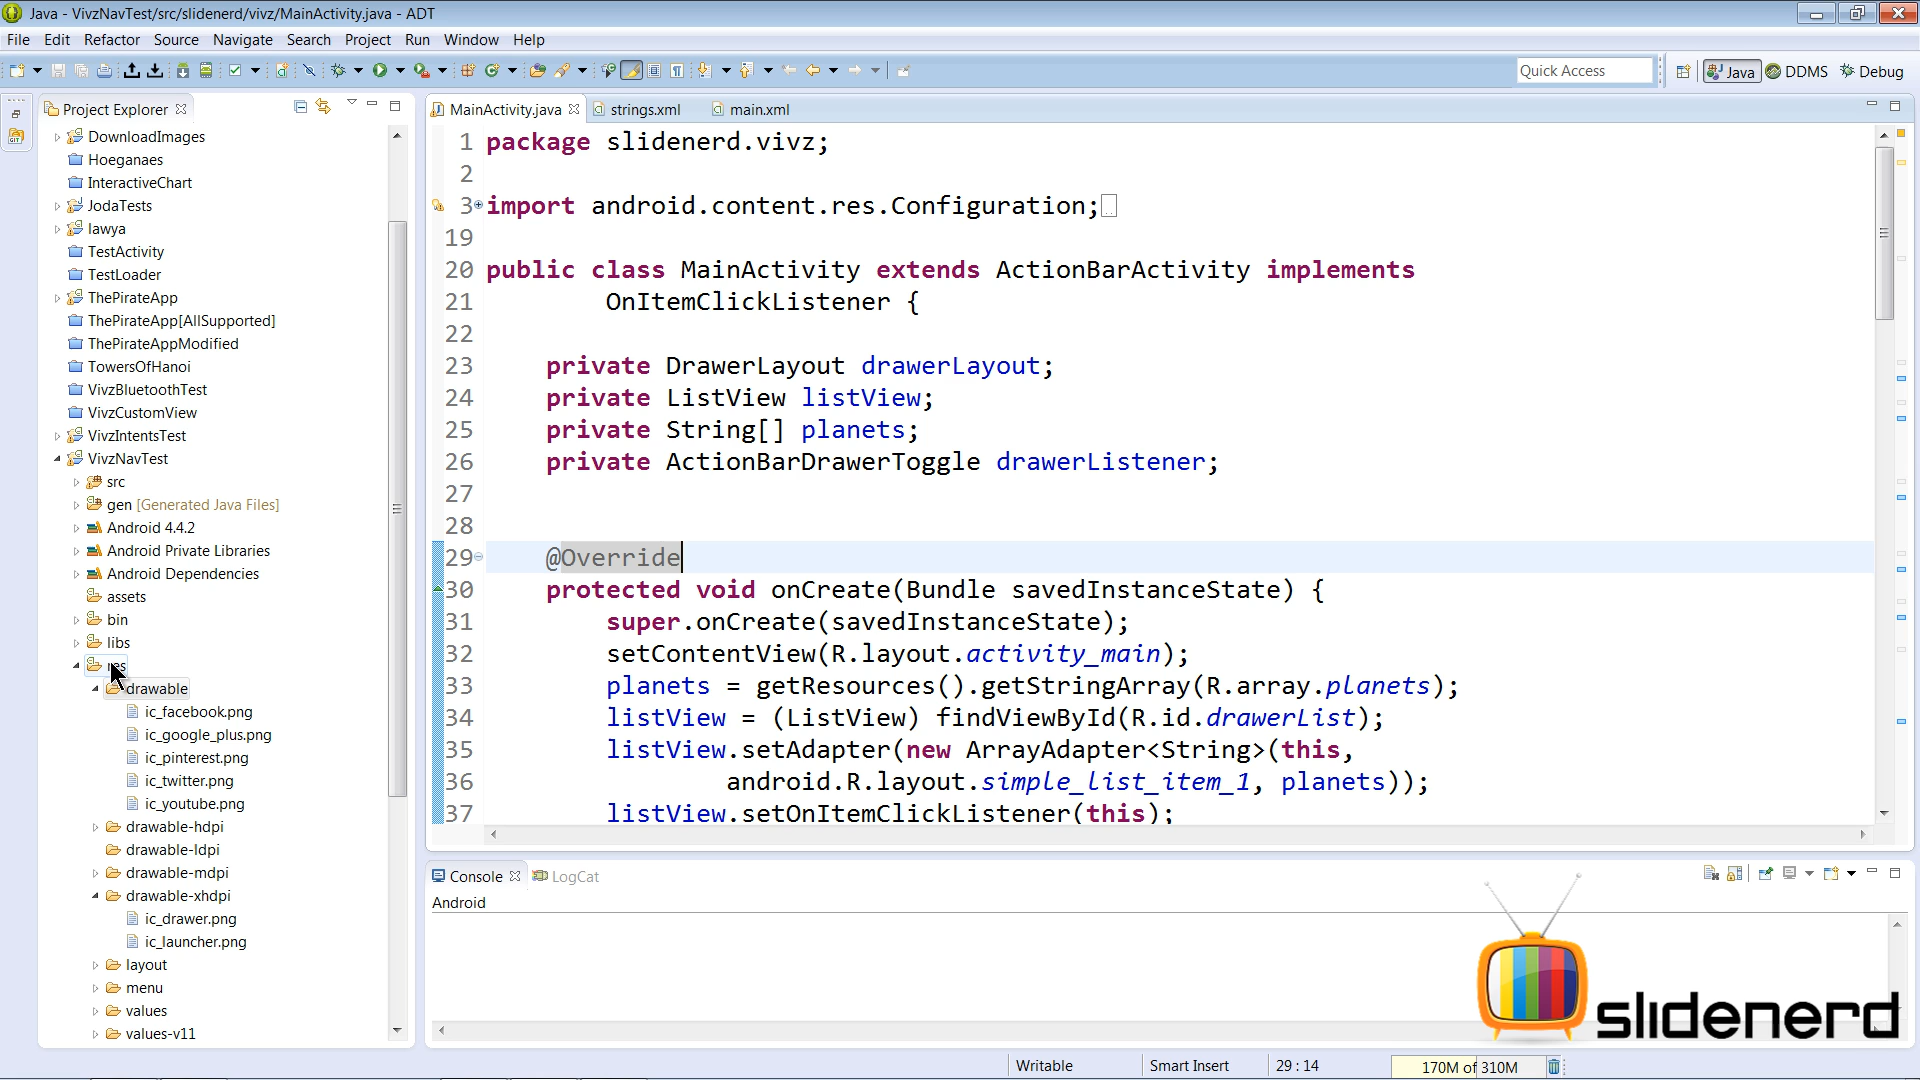 Java - VivzNavTest/src/slidenerd/vivz/MainActivity.java - ADT
File Edit Refactor Source Navigate Search Project Run Window Help
Quick Access
Java
DDMS
Debug
Project Explorer
DownloadImages
Hoeganaes
InteractiveChart
JodaTests
lawya
TestActivity
TestLoader
ThePirateApp
ThePirateApp[AllSupported]
ThePirateAppModified
TowersOfHanoi
VivzBluetoothTest
VivzCustomView
VivzIntentsTest
VivzNavTest
src
gen [Generated Java Files]
Android 4.4.2
Android Private Libraries
Android Dependencies
assets
bin
libs
res
drawable
ic_facebook.png
ic_google_plus.png
ic_pinterest.png
ic_twitter.png
ic_youtube.png
drawable-hdpi
drawable-ldpi
drawable-mdpi
drawable-xhdpi
ic_drawer.png
ic_launcher.png
layout
menu
values
values-v11
MainActivity.java strings.xml main.xml
1 package slidenerd.vivz;
2
3 import android.content.res.Configuration;
19
20 public class MainActivity extends ActionBarActivity implements
21 OnItemClickListener {
22
23 private DrawerLayout drawerLayout;
24 private ListView listView;
25 private String[] planets;
26 private ActionBarDrawerToggle drawerListener;
27
28
29 @Override
30 protected void onCreate(Bundle savedInstanceState) {
31 super.onCreate(savedInstanceState);
32 setContentView(R.layout.activity_main);
33 planets = getResources().getStringArray(R.array.planets);
34 listView = (ListView) findViewById(R.id.drawerList);
35 listView.setAdapter(new ArrayAdapter<String>(this,
36 android.R.layout.simple_list_item_1, planets));
37 listView.setOnItemClickListener(this);
Console LogCat
Android
slidenerd
Writable
Smart Insert
29 : 14
170M of 310M